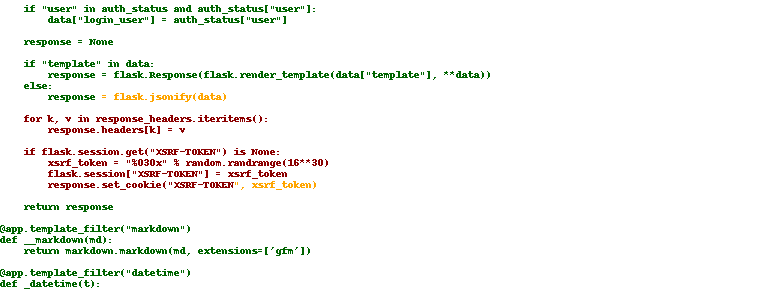 if "user" in auth_status and auth_status["user"]:
data["login_user"] = auth_status["user"]
response = None
if "template" in data:
response = flask.Response(flask.render_template(data["template"], **data))
else:
response = flask.jsonify(data)
for k, v in response_headers.iteritems():
response.headers[k] = v
if flask.session.get("XSRF-TOKEN") is None:
xsrf_token = "%030x" % random.randrange(16**30)
flask.session["XSRF-TOKEN"] = xsrf_token
response.set_cookie("XSRF-TOKEN", xsrf_token)
return response
@app.template_filter("markdown")
def __markdown(md):
return markdown.markdown(md, extensions=['gfm'])
@app.template_filter("datetime")
def _datetime(t):